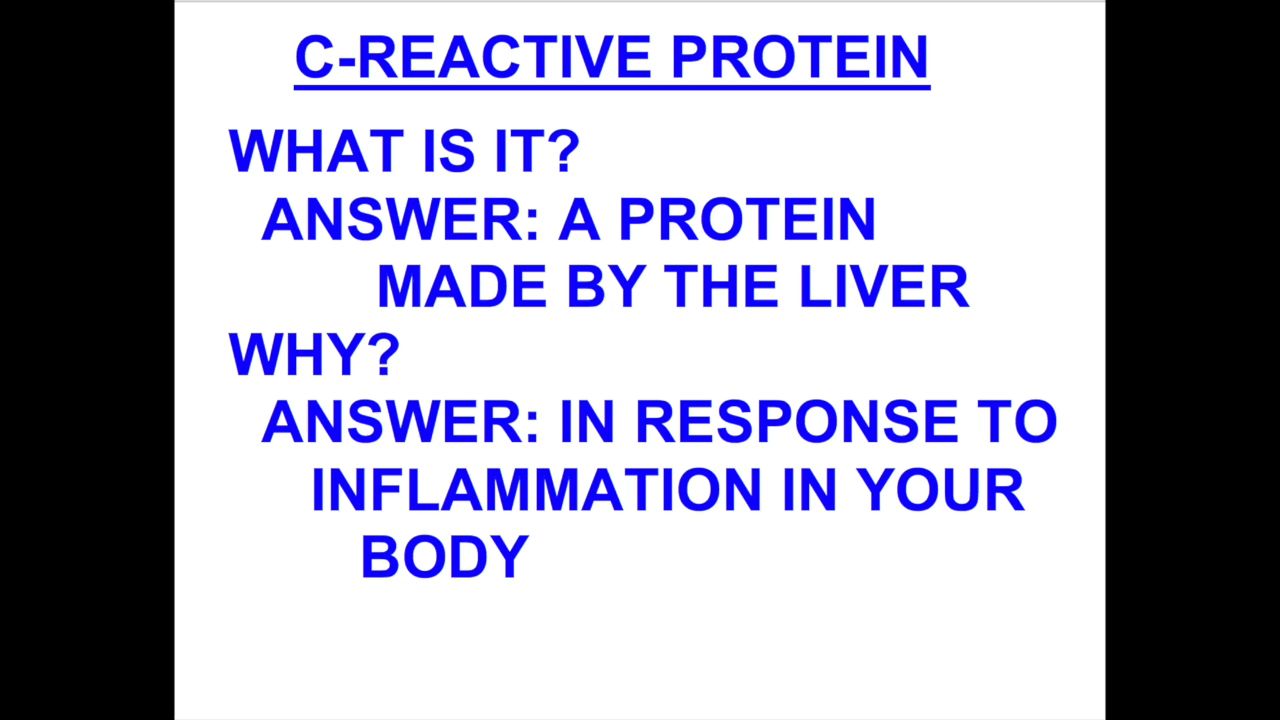 C-REACTIVE PROTEIN
WHAT IS IT?
ANSWER: A PROTEIN
MADE BY THE LIVER
WHY?
ANSWER: IN RESPONSE TO
INFLAMMATION IN YOUR
BODY